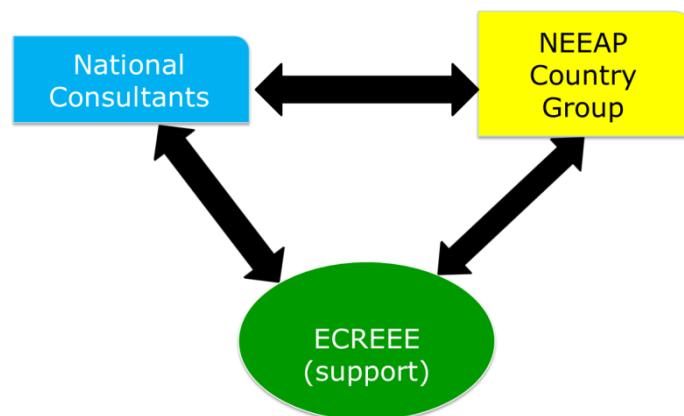 National
Consultants
NEEAP
Country
Group
ECREEE
(support)